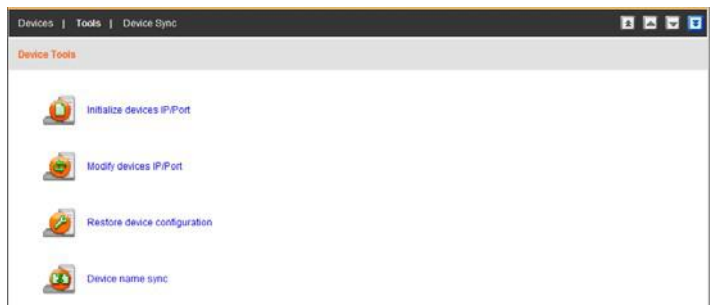 Devices | Tools | Device Sync
Device Tools
Initialize devices IP/Port
Modify devices IP/Port
Restore device configuration
Device name sync